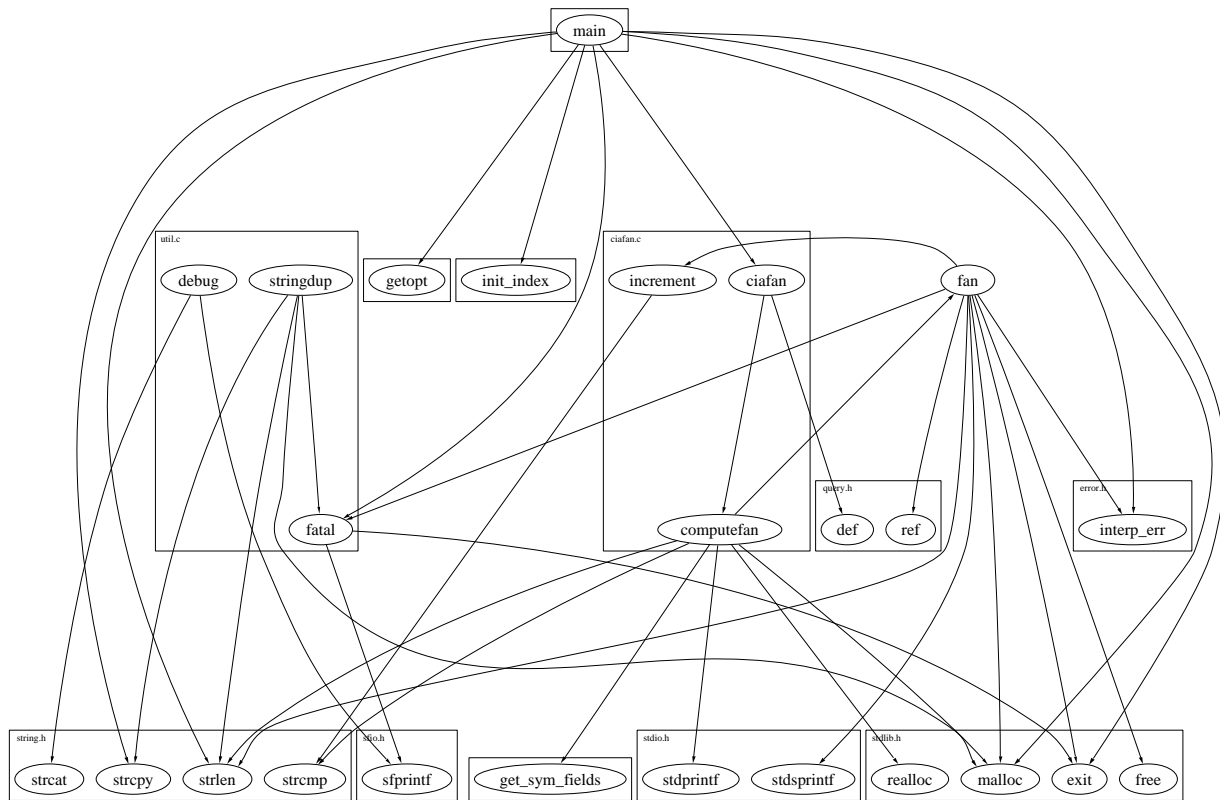 main
util.c
ciafan.c
debug
stringdup
getopt
init_index
increment
ciafan
fan
query.h
error.h
fatal
computefan
def
ref
interp_err
string.h
sfio.h
stdio.h
stdlib.h
strcat
strcpy
strlen
strcmp
sfprintf
get_sym_fields
stdprintf
stdsprintf
realloc
malloc
exit
free